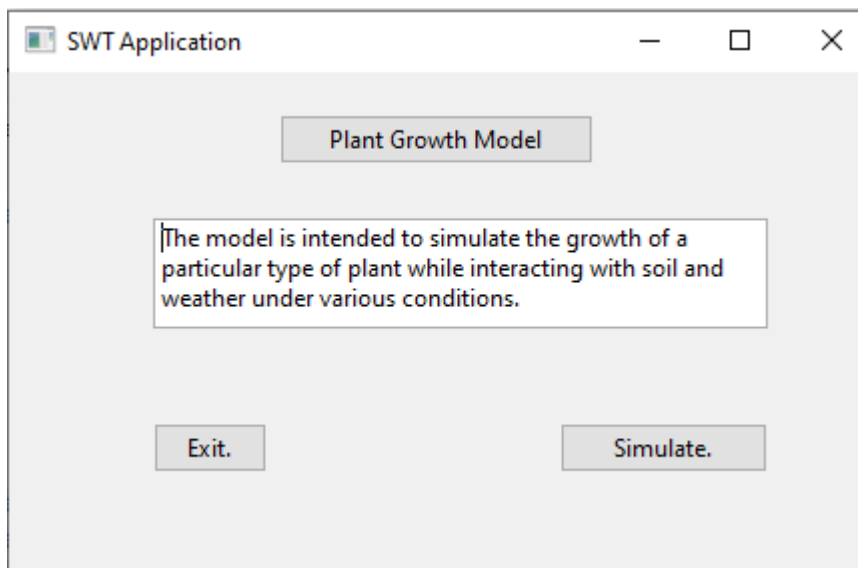 SWT Application
Plant Growth Model
The model is intended to simulate the growth of a
particular type of plant while interacting with soil and
weather under various conditions.
Exit.
Simulate.